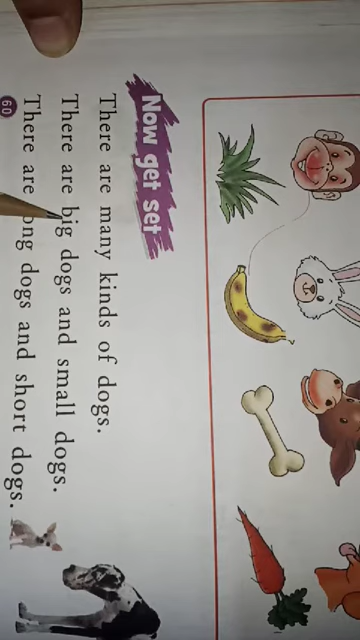 Now get set
There are many kinds of dogs.
There are big dogs and small dogs.
There are long dogs and short dogs.
60